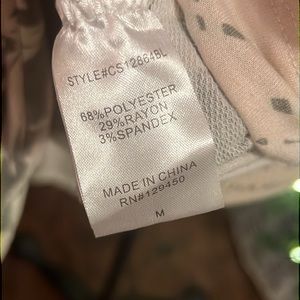 STYLE#CS12864BL
68%POLYESTER
29%RAYON
3%SPANDEX
MADE IN CHINA
RN#129450
M